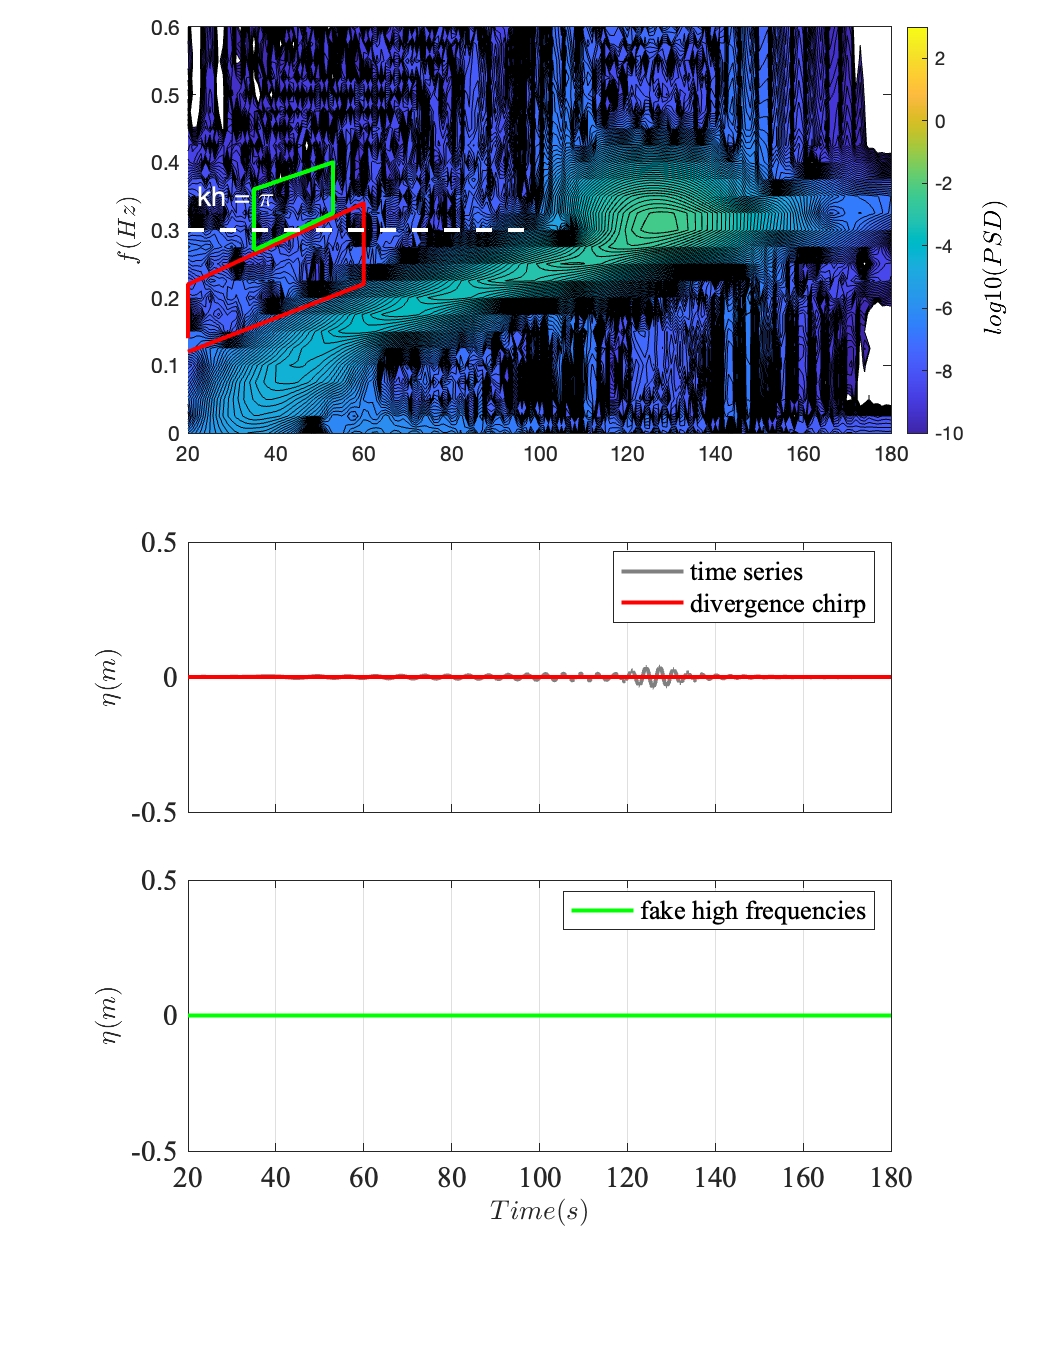 0.6
0.5
0.4
0.3
0.2
0.1
0
f(Hz)
kh = π
20 40 60 80 100 120 140 160 180
2
0
-2
-4
-6
-8
-10
log10(PSD)
0.5
0
-0.5
η(m)
time series
divergence chirp
0.5
0
-0.5
η(m)
fake high frequencies
20 40 60 80 100 120 140 160 180
Time(s)